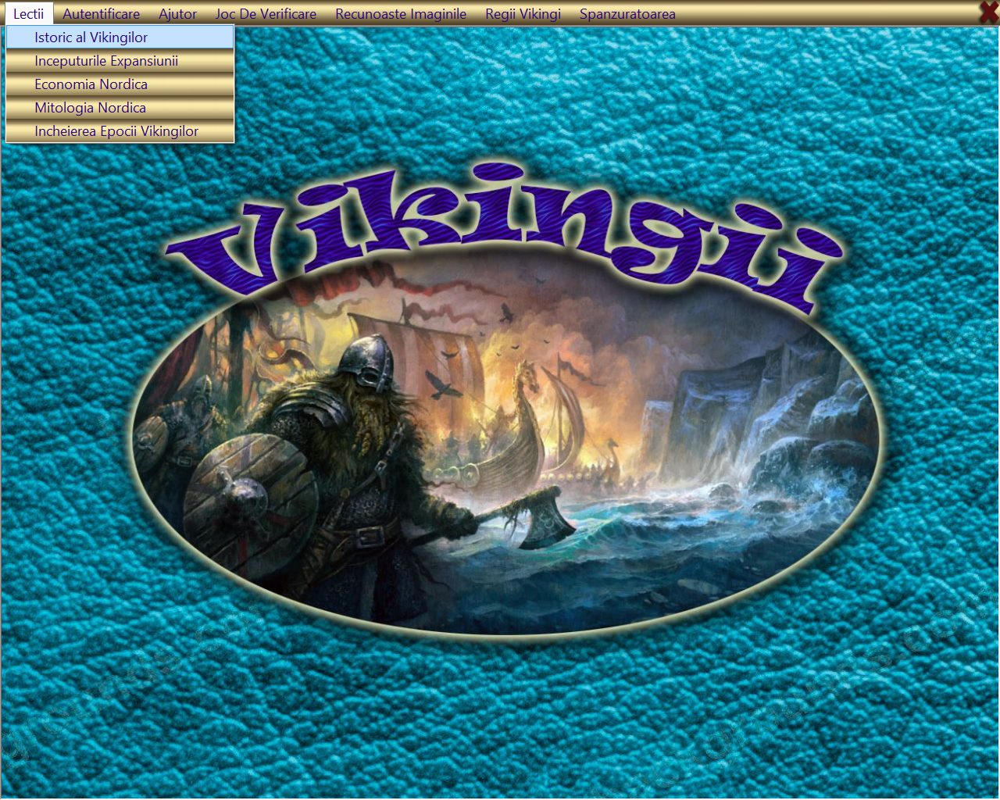 Lectii Autentificare Ajutor Joc De Verificare Recunoaste Imaginile Regii Vikingi Spanzuratoarea
Istoric al Vikingilor
Inceputurile Expansiunii
Economia Nordica
Mitologia Nordica
Incheierea Epocii Vikingilor
Vikingii